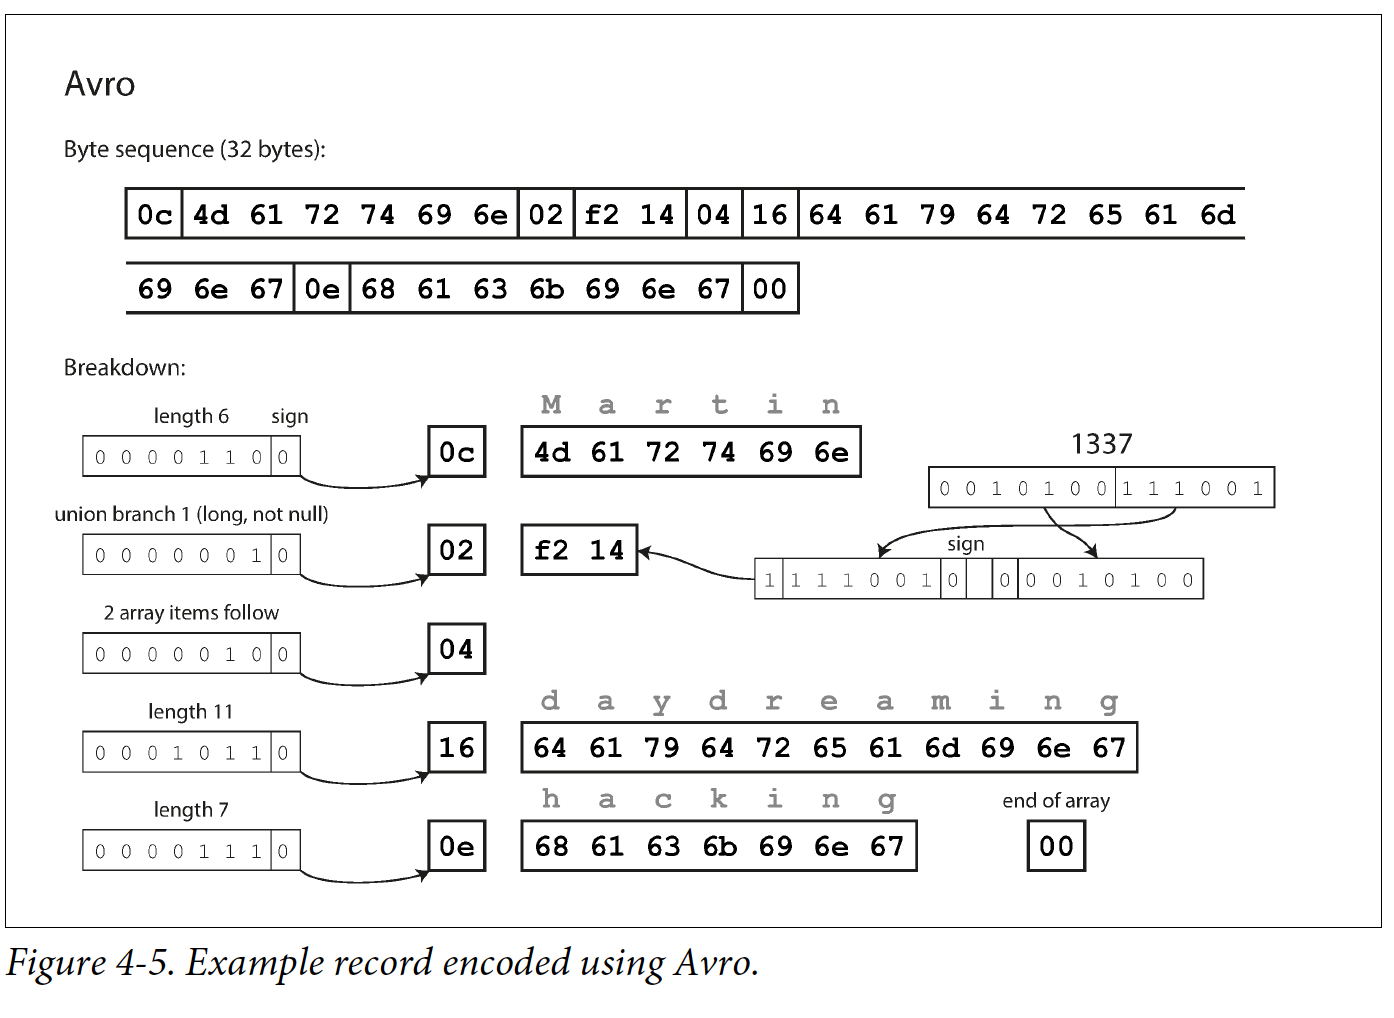 Avro
Byte sequence (32 bytes):
0c 4d 61 72 74 69 6e 02 f2 14 04 16 64 61 79 64 72 65 61 6d
69 6e 67 0e 68 61 63 6b 69 6e 67 00
Breakdown:
length 6 sign
0 0 0 0 1 1 0 0
0c
M a r t i n
4d 61 72 74 69 6e
1337
0 0 1 0 1 0 0 1 1 1 0 0 1
union branch 1 (long, not null)
0 0 0 0 0 0 1 0
02
f2 14
sign
1 1 1 1 0 0 1 0 0 0 0 1 0 1 0 0
2 array items follow
0 0 0 0 0 1 0 0
04
length 11
0 0 0 1 0 1 1 0
16
d a y d r e a m i n g
64 61 79 64 72 65 61 6d 69 6e 67
length 7
0 0 0 0 1 1 1 0
0e
h a c k i n g
68 61 63 6b 69 6e 67
end of array
00
Figure 4-5. Example record encoded using Avro.